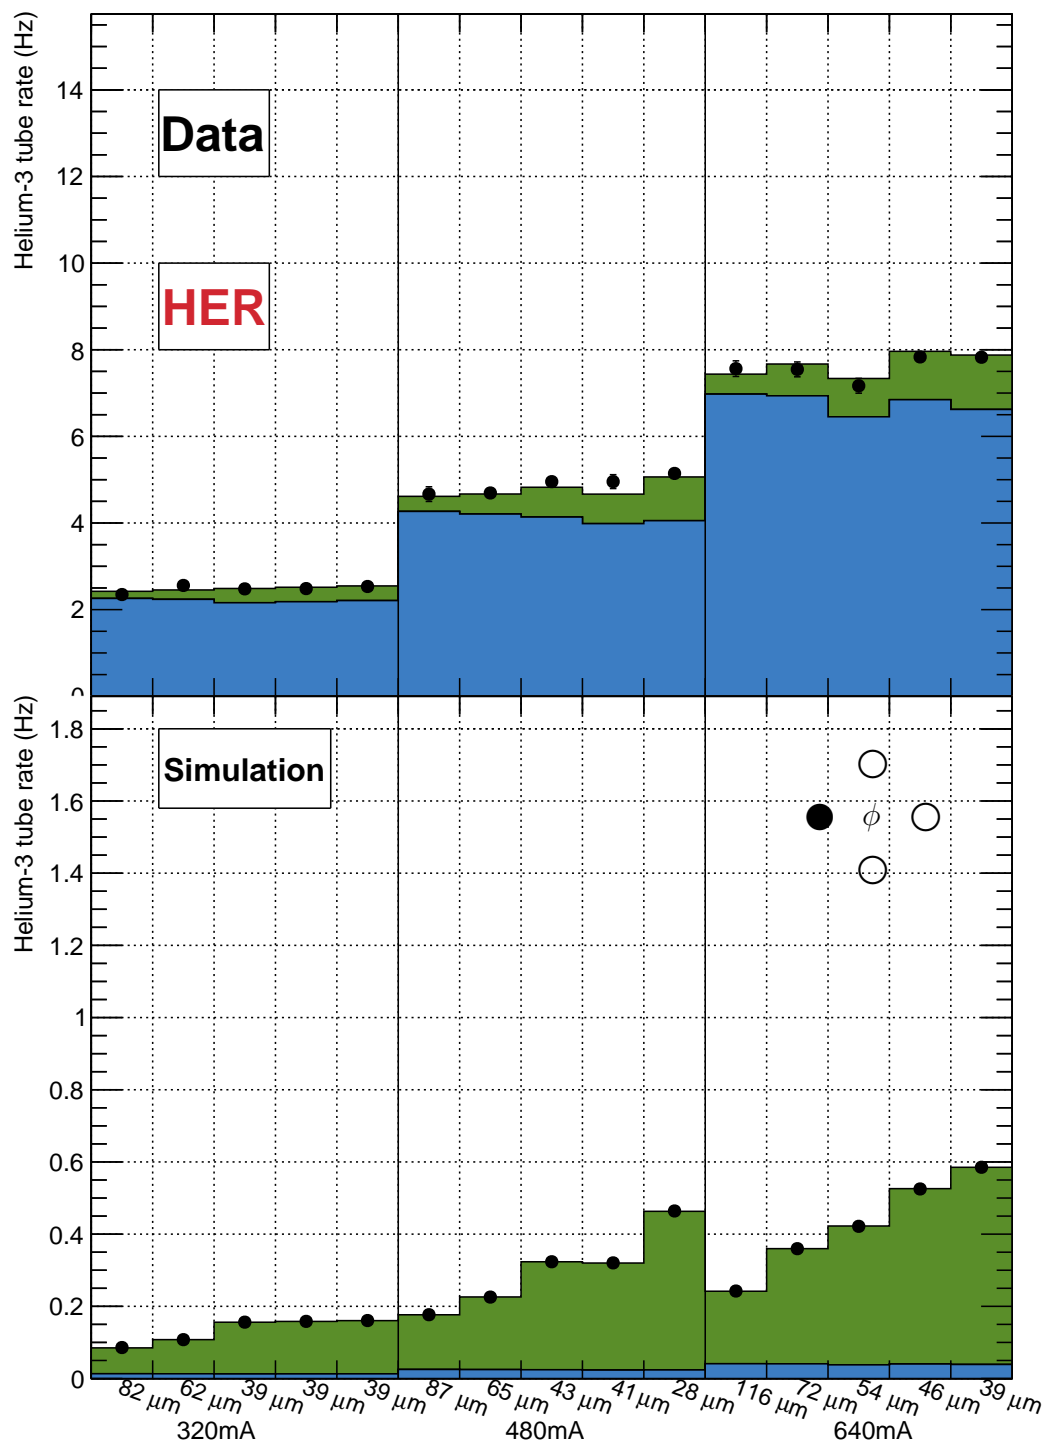 Helium-3 tube rate (Hz)
14
12
10
8
6
4
2
0
Data
HER
Helium-3 tube rate (Hz)
1.8
1.6
1.4
1.2
1
0.8
0.6
0.4
0.2
0
Simulation
ϕ
82 μm 62 μm 39 μm 39 μm 39 μm 87 μm 65 μm 43 μm 41 μm 28 μm 116 μm 72 μm 54 μm 46 μm 39 μm
320mA 480mA 640mA